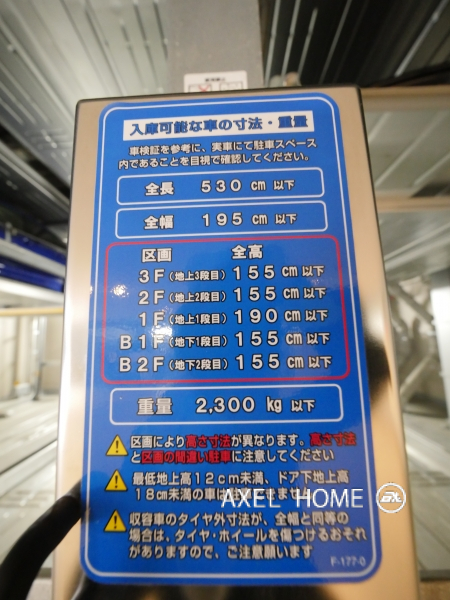 入庫可能な車の寸法・重量
車検証を参考に、実車にて駐車スペース
内であることを目視で確認してください。
全長 530 cm 以下
全幅 195 cm 以下
区画 全高
3F(地上3段目)155 cm 以下
2F(地上2段目)155 cm 以下
1F(地上1段目)190 cm 以下
B1F(地下1段目)155 cm 以下
B2F(地下2段目)155 cm 以下
重量 2,300 kg 以下
区画により高さ寸法が異なります。高さ寸法
と区画の間違い駐車に注意してください
最低地上高12cm未満、ドア下地上高
18cm未満の車は駐車できません
AXEL HOME
収容車のタイヤ外寸法が、全幅と同等の
場合は、タイヤ・ホイールを傷つけるおそれ
がありますので、ご注意願います
F-177-0